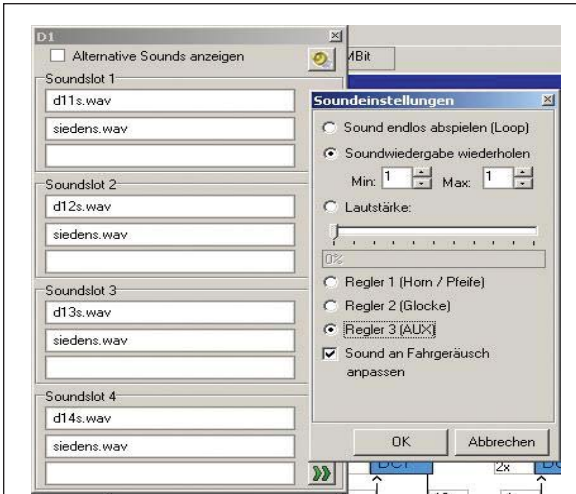 D1
Alternative Sounds anzeigen
MBit
Soundslot 1
d11s.wav
siedens.wav
Soundslot 2
d12s.wav
siedens.wav
Soundslot 3
d13s.wav
siedens.wav
Soundslot 4
d14s.wav
siedens.wav
Soundeinstellungen
Sound endlos abspielen (Loop)
Soundwiedergabe wiederholen
Min: 1 Max: 1
Lautstärke:
0%
Regler 1 (Horn / Pfeife)
Regler 2 (Glocke)
Regler 3 (AUX)
Sound an Fahrgeräusch
anpassen
OK Abbrechen
2x